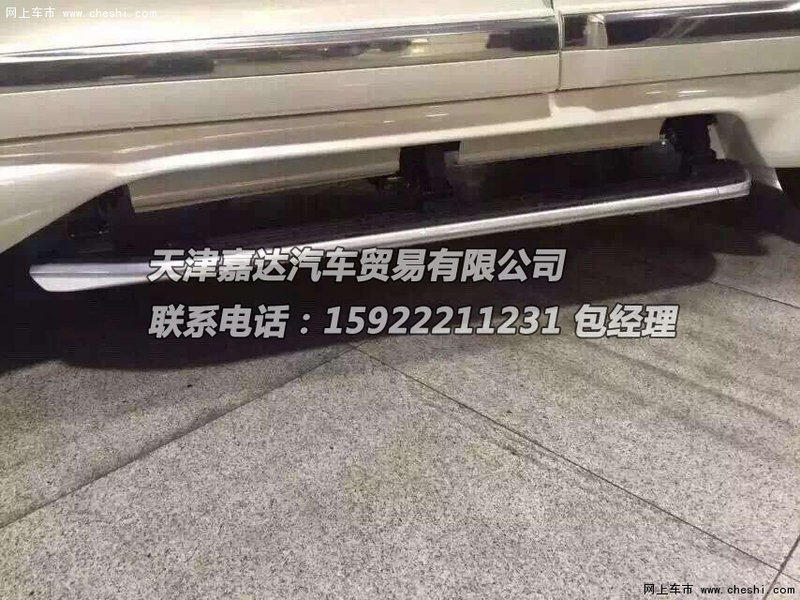 网上车市 www.cheshi.com
天津嘉达汽车贸易有限公司
联系电话：15922211231 包经理
网上车市 www.cheshi.com